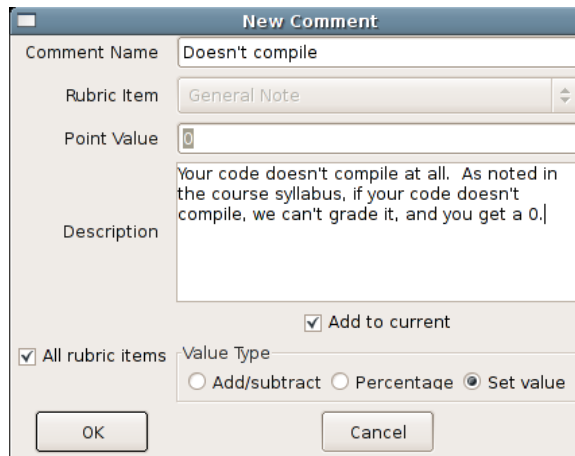 New Comment
Comment Name Doesn't compile
Rubric Item General Note
Point Value 0
Your code doesn't compile at all.  As noted in
the course syllabus, if your code doesn't
compile, we can't grade it, and you get a 0.
Description
Add to current
All rubric items Value Type
Add/subtract Percentage Set value
OK Cancel